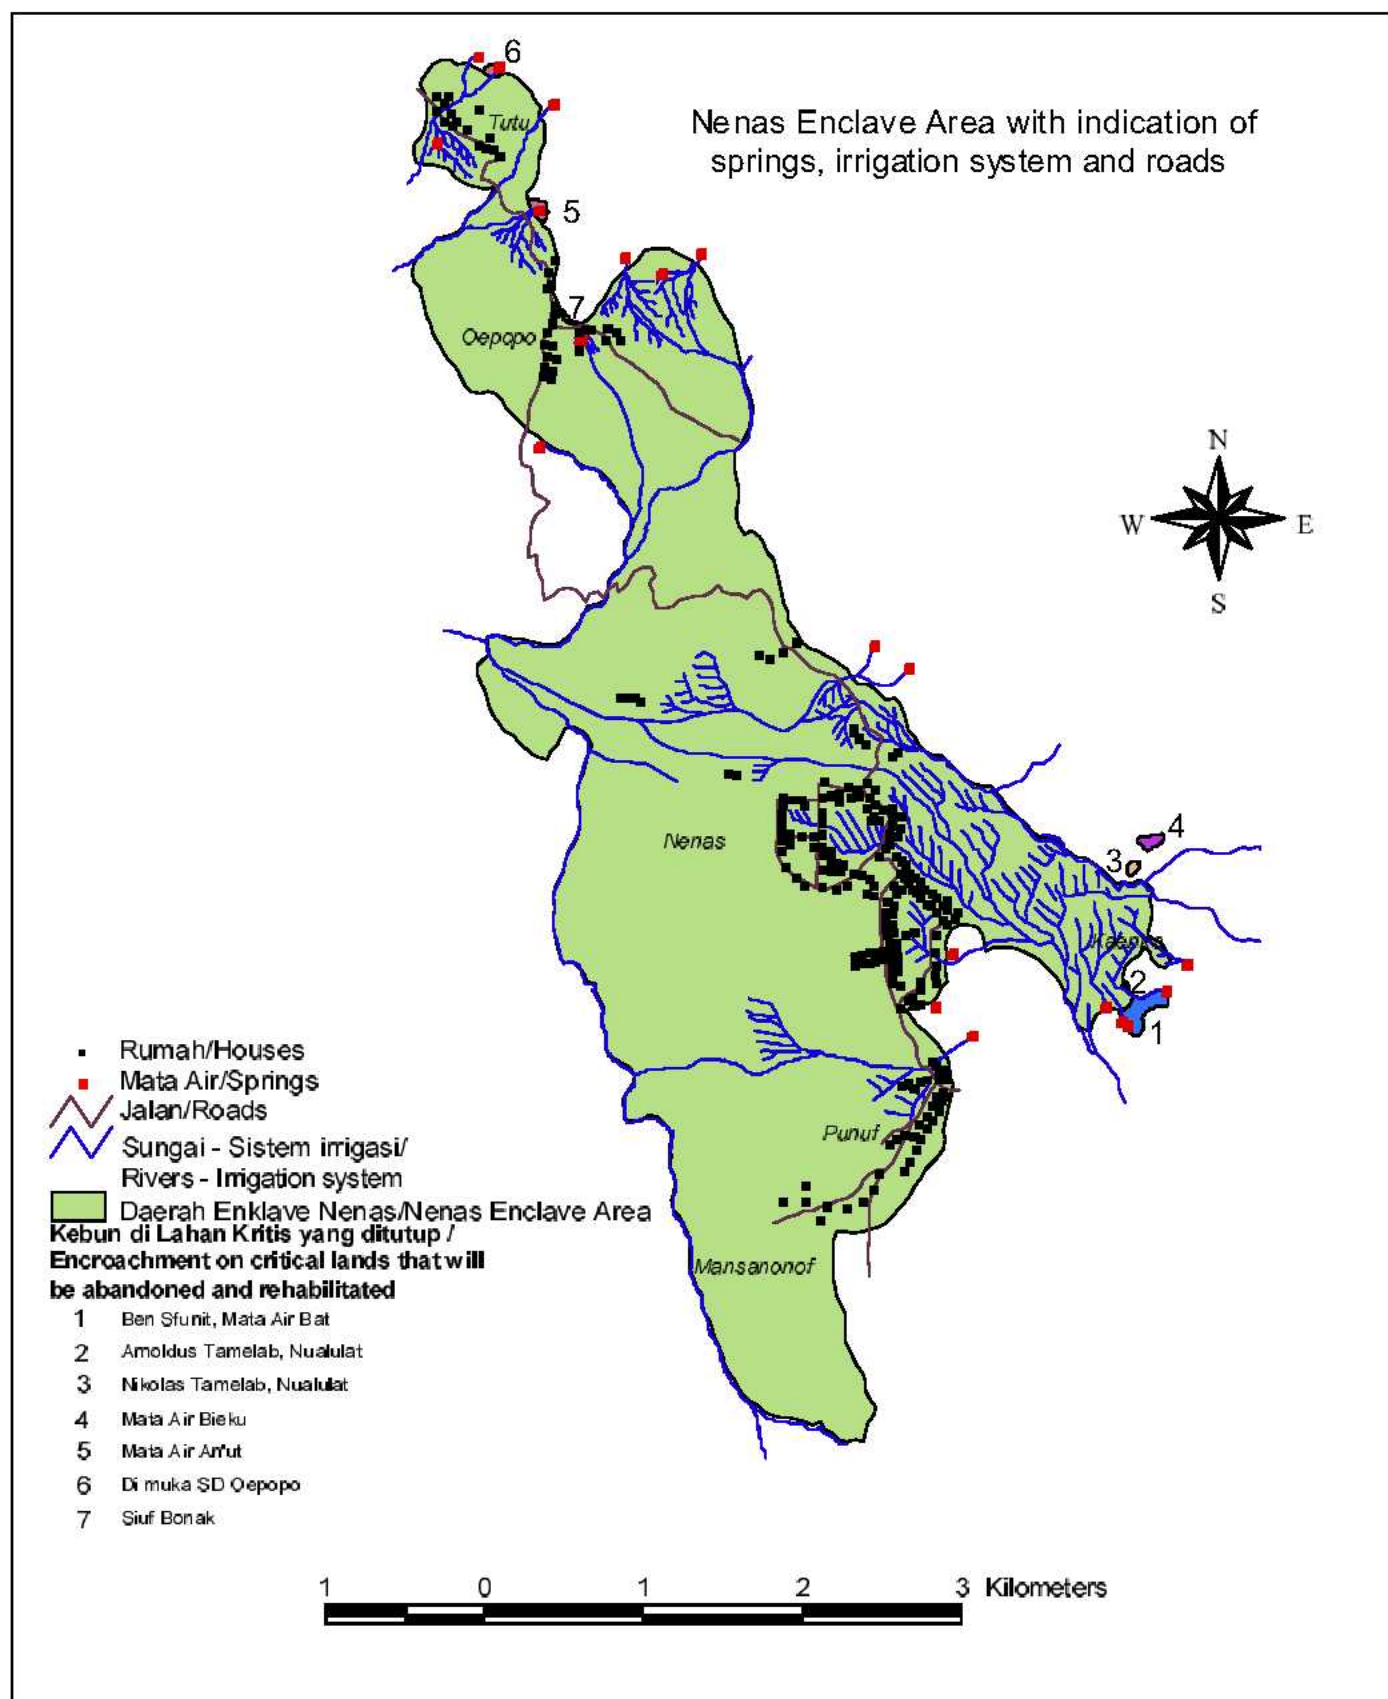 Nenas Enclave Area with indication of
springs, irrigation system and roads
6
Tutu
5
7
Oepopo
N
W E
S
4
3
Nenas
2
1
Punuf
Mansanonof
Rumah/Houses
Mata Air/Springs
Jalan/Roads
Sungai - Sistem irrigasi/
Rivers - Irrigation system
Daerah Enklave Nenas/Nenas Enclave Area
Kebun di Lahan Kritis yang ditutup /
Encroachment on critical lands that will
be abandoned and rehabilitated
1 Ben Sfunit, Mata Air Bat
2 Arnoldus Tamelab, Nualulat
3 Nikolas Tamelab, Nualulat
4 Mata Air Bieku
5 Mata Air An'ut
6 Di muka SD Oepopo
7 Siuf Bonak
1 0 1 2 3 Kilometers